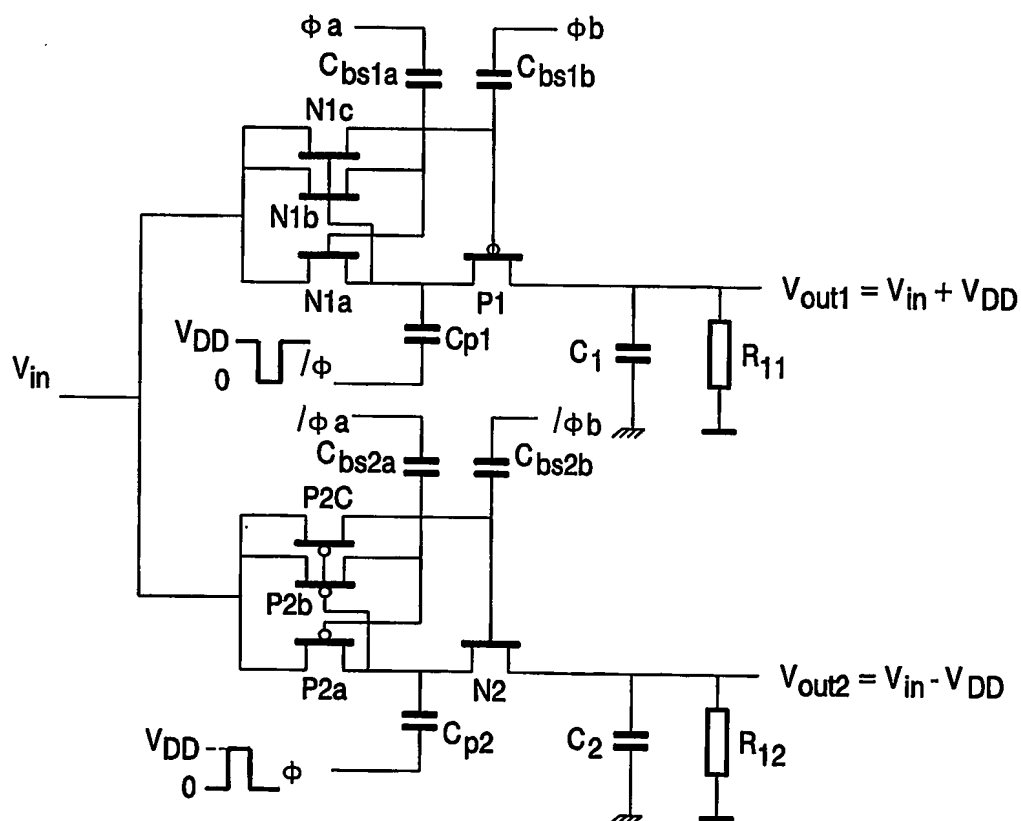 Φa
Φb
Cbs1a
Cbs1b
N1c
N1b
N1a
P1
Vout1 = Vin + VDD
VDD
0
/Φ
Cp1
C1
R11
Vin
/Φa
/Φb
Cbs2a
Cbs2b
P2C
P2b
P2a
N2
Vout2 = Vin - VDD
VDD
0
Φ
Cp2
C2
R12